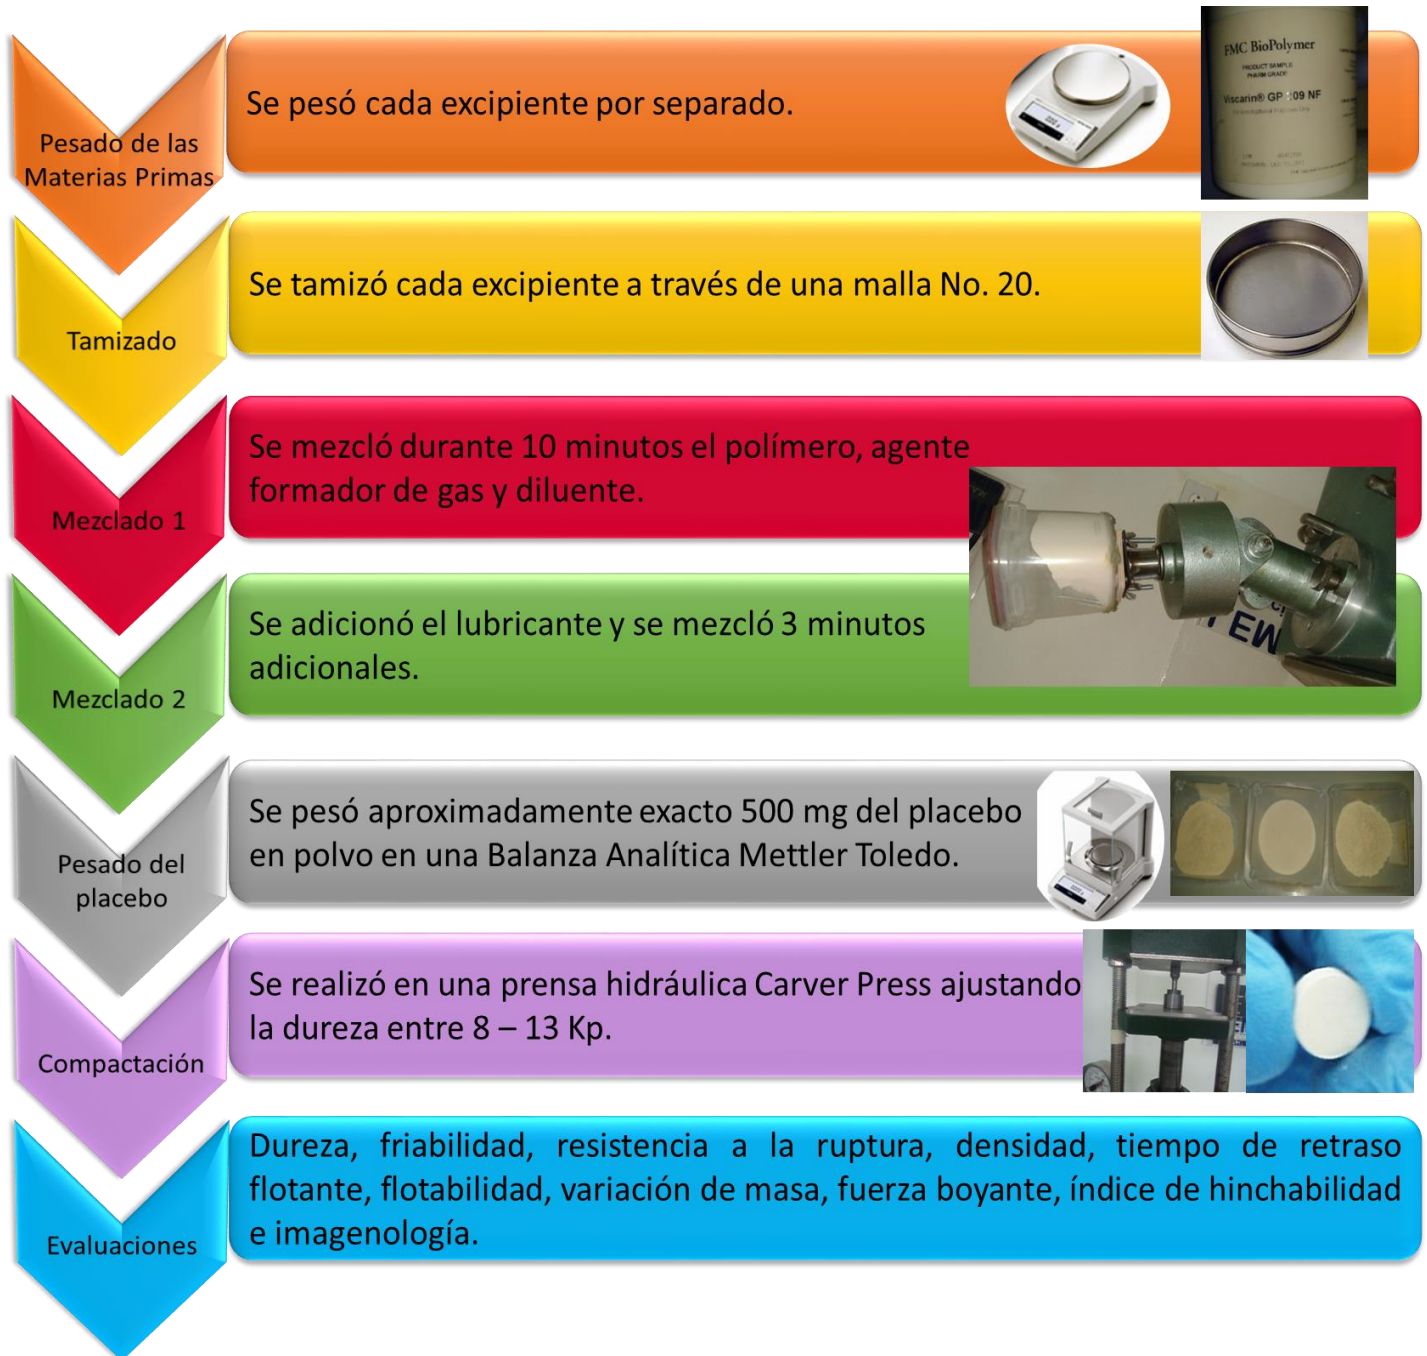 Pesado de las
Materias Primas
Se pesó cada excipiente por separado.
FMC BioPolymer
PRODUCT SAMPLE
PHARM GRADE
Viscarin® GP 209 NF
Tamizado
Se tamizó cada excipiente a través de una malla No. 20.
Mezclado 1
Se mezcló durante 10 minutos el polímero, agente
formador de gas y diluente.
Mezclado 2
Se adicionó el lubricante y se mezcló 3 minutos
adicionales.
Pesado del
placebo
Se pesó aproximadamente exacto 500 mg del placebo
en polvo en una Balanza Analítica Mettler Toledo.
Compactación
Se realizó en una prensa hidráulica Carver Press ajustando
la dureza entre 8 – 13 Kp.
Evaluaciones
Dureza, friabilidad, resistencia a la ruptura, densidad, tiempo de retraso
flotante, flotabilidad, variación de masa, fuerza boyante, índice de hinchabilidad
e imagenología.